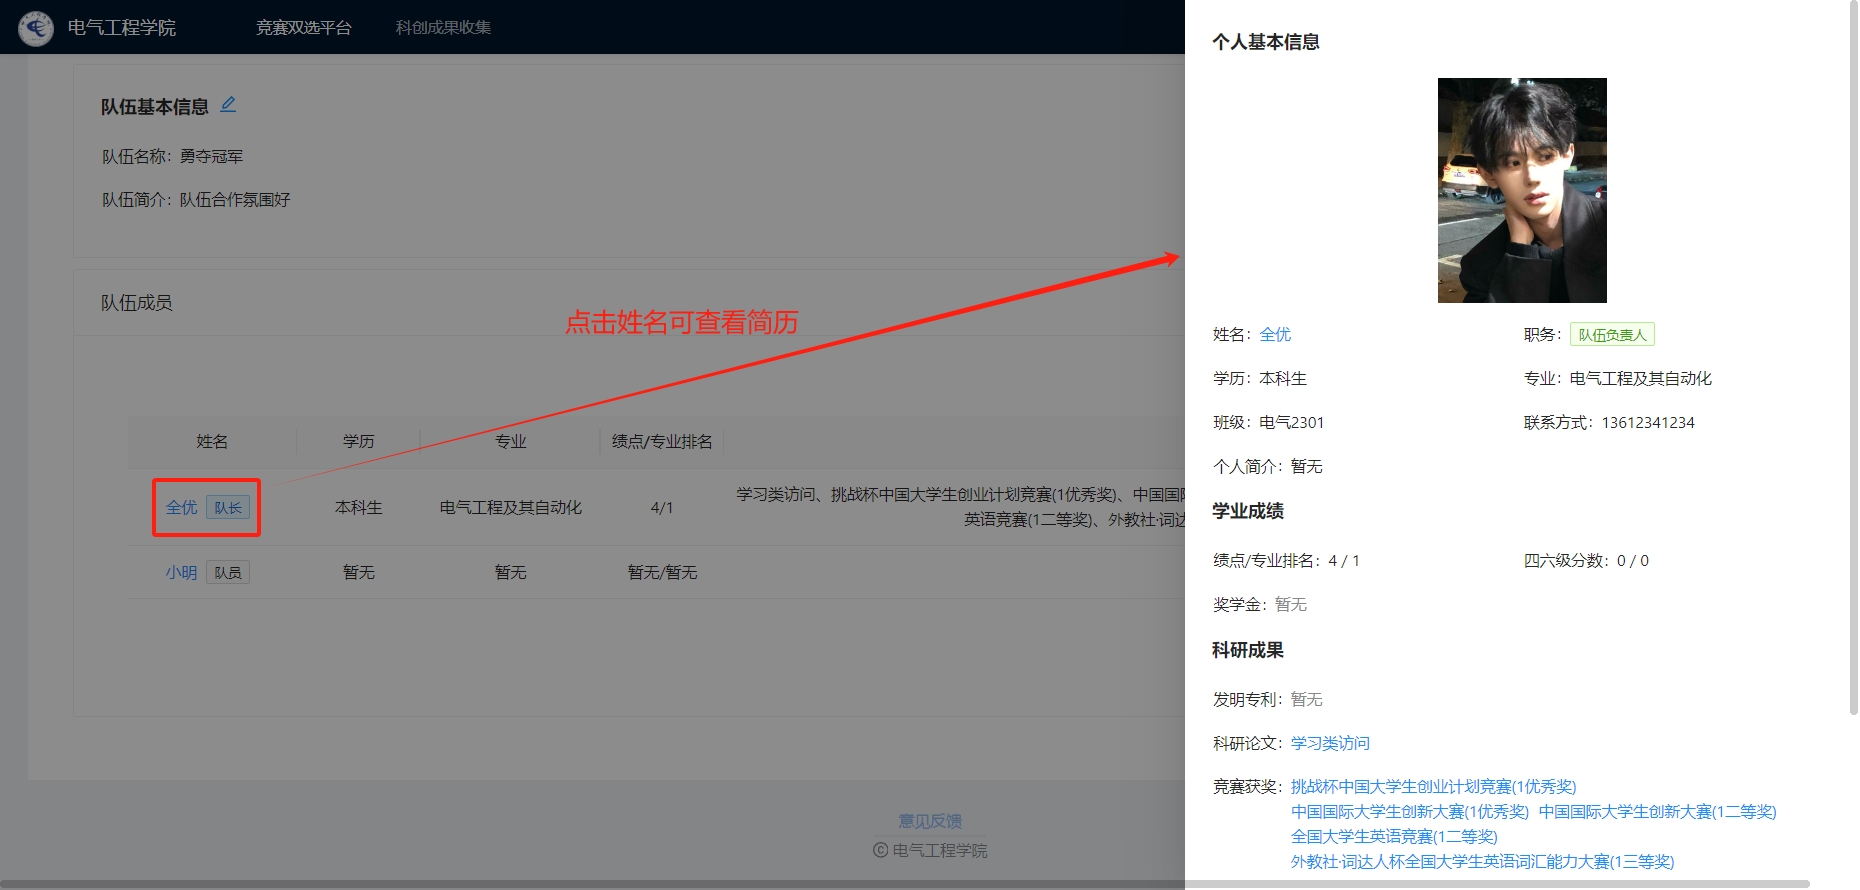 电气工程学院
竞赛双选平台
科创成果收集
队伍基本信息
队伍名称：勇夺冠军
队伍简介：队伍合作氛围好
队伍成员
点击姓名可查看简历
姓名 学历 专业 绩点/专业排名
全优 队长 本科生 电气工程及其自动化 4/1 学习类访问、挑战杯中国大学生创业计划竞赛(1优秀奖)、中国国际
英语竞赛(1二等奖)、外教社·词达
小明 队员 暂无 暂无 暂无/暂无
意见反馈
© 电气工程学院
个人基本信息
姓名：全优 职务：队伍负责人
学历：本科生 专业：电气工程及其自动化
班级：电气2301 联系方式：13612341234
个人简介：暂无
学业成绩
绩点/专业排名：4 / 1 四六级分数：0 / 0
奖学金：暂无
科研成果
发明专利：暂无
科研论文：学习类访问
竞赛获奖：挑战杯中国大学生创业计划竞赛(1优秀奖)
中国国际大学生创新大赛(1优秀奖) 中国国际大学生创新大赛(1二等奖)
全国大学生英语竞赛(1二等奖)
外教社·词达人杯全国大学生英语词汇能力大赛(1三等奖)